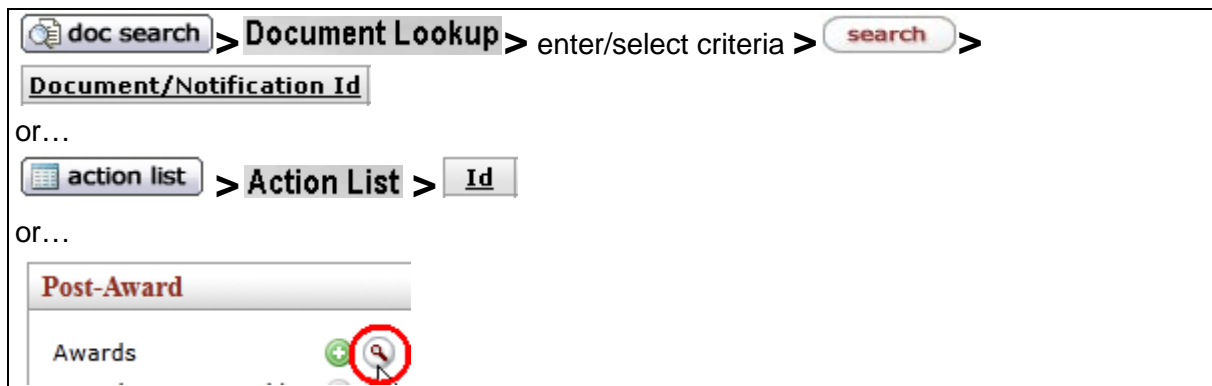 doc search > Document Lookup > enter/select criteria > search >
Document/Notification Id
or…
action list > Action List > Id
or…
Post-Award
Awards